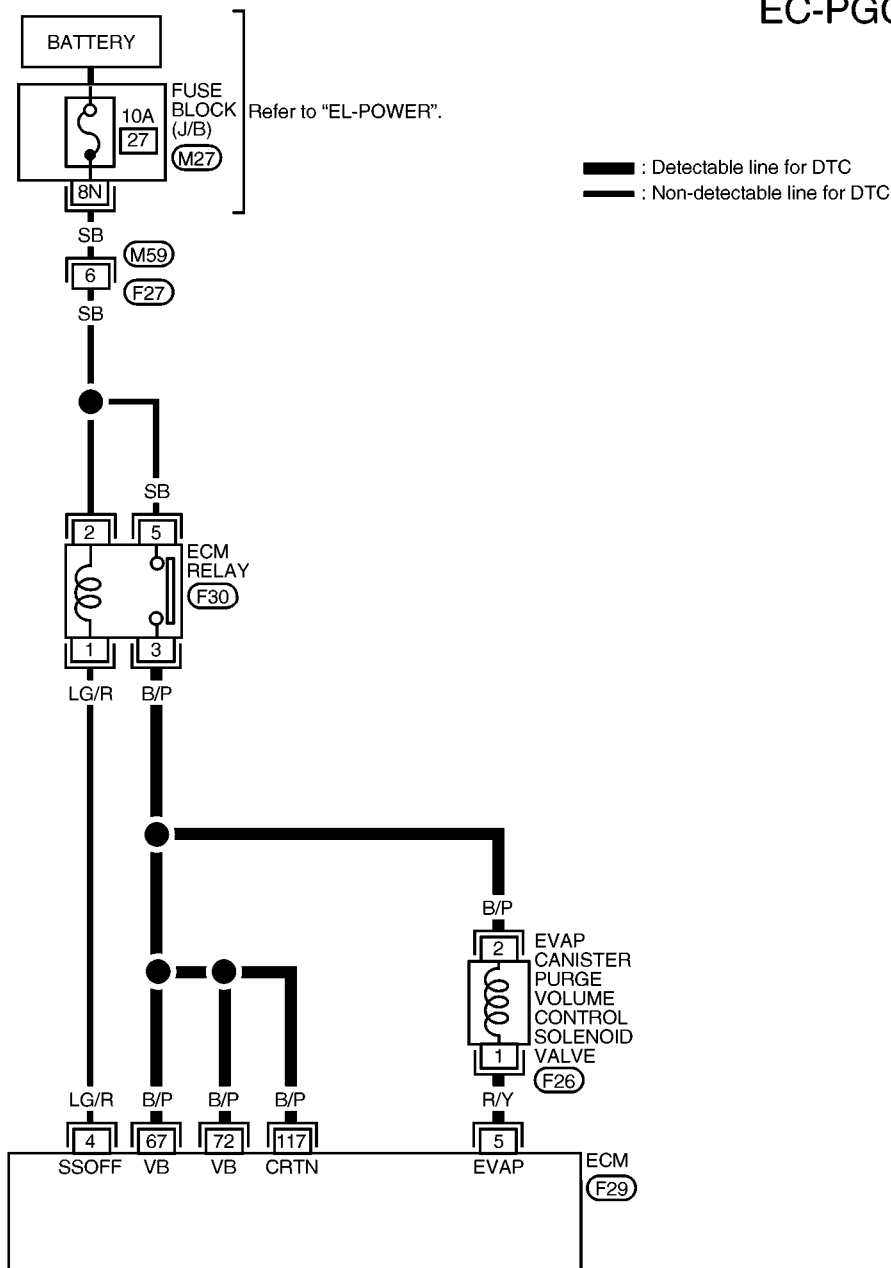 EC-PGC
BATTERY
FUSE
BLOCK
(J/B)
10A
27
M27
Refer to “EL-POWER”.
: Detectable line for DTC
: Non-detectable line for DTC
8N
SB
M59
6
F27
SB
SB
2
5
ECM
RELAY
F30
1
3
LG/R
B/P
B/P
2
EVAP
CANISTER
PURGE
VOLUME
CONTROL
SOLENOID
VALVE
1
F26
LG/R
B/P
B/P
B/P
R/Y
4
67
72
117
5
SSOFF
VB
VB
CRTN
EVAP
ECM
F29